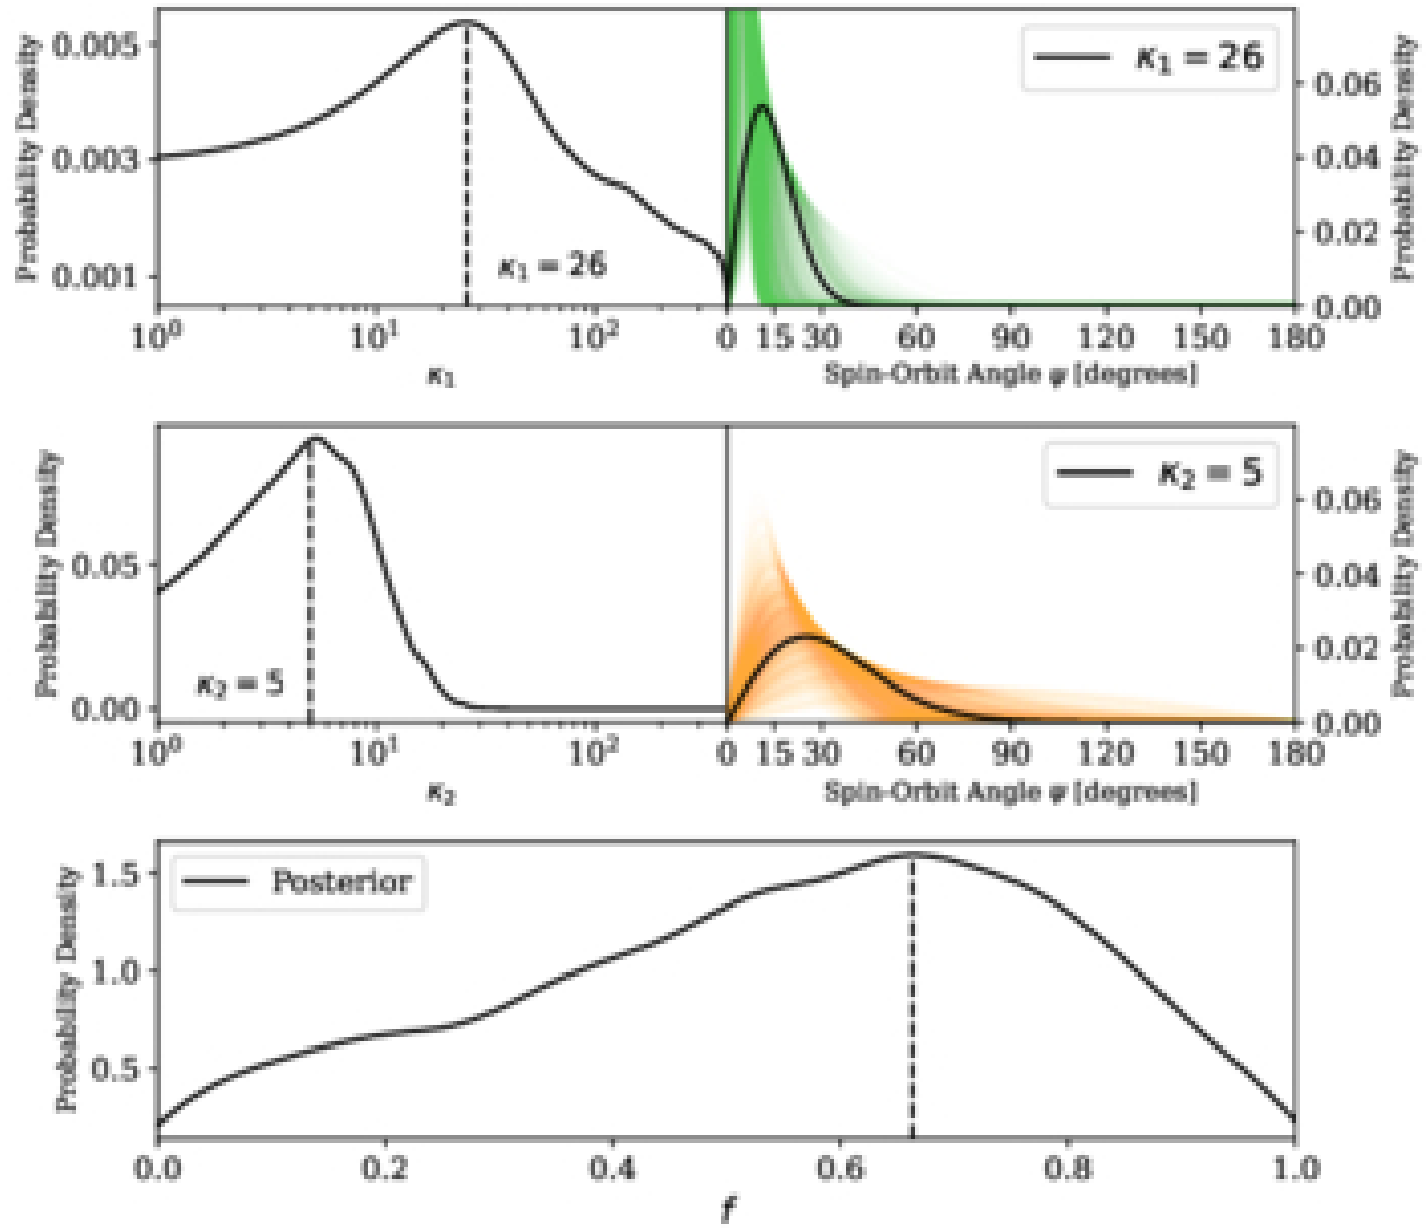 Probability Density
0.005
0.003
0.001
κ₁ = 26
10⁰ 10¹ 10²
κ₁
κ₁ = 26
0.06
0.04
0.02
0.00
Probability Density
0 15 30 60 90 120 150 180
Spin-Orbit Angle ψ [degrees]
Probability Density
0.05
0.00
κ₂ = 5
10⁰ 10¹ 10²
κ₂
κ₂ = 5
0.06
0.04
0.02
0.00
Probability Density
0 15 30 60 90 120 150 180
Spin-Orbit Angle ψ [degrees]
Probability Density
1.5
1.0
0.5
Posterior
0.0 0.2 0.4 0.6 0.8 1.0
f